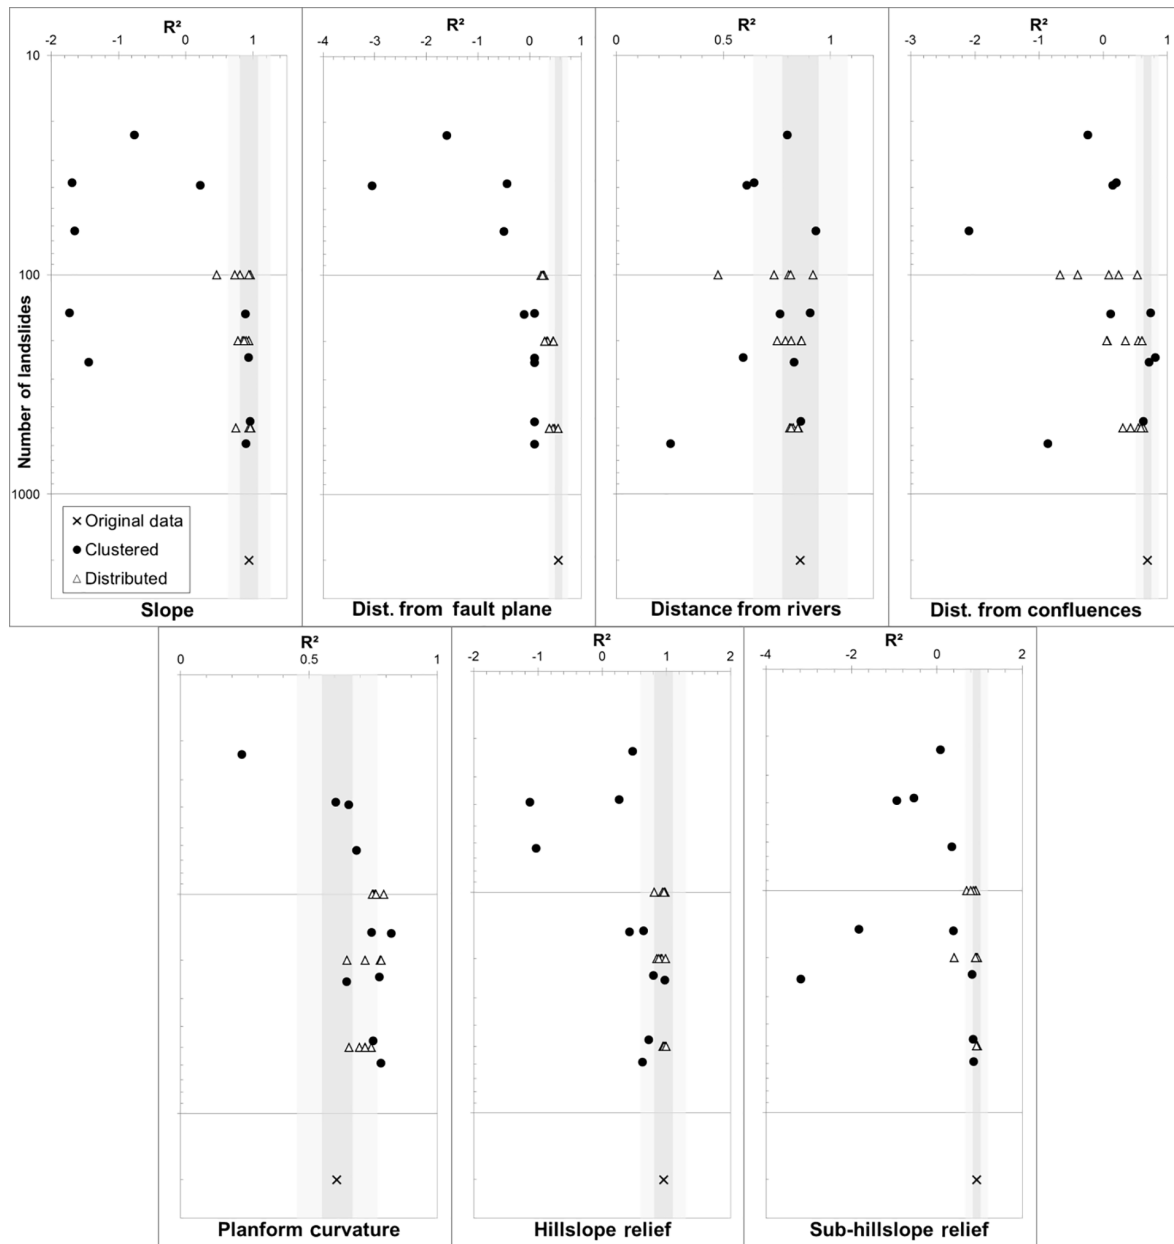 R²
R²
R²
R²
-2 -1 0 1
-4 -3 -2 -1 0 1
0 0.5 1
-3 -2 -1 0 1
10
100
1000
Number of landslides
× Original data
● Clustered
△ Distributed
Slope
Dist. from fault plane
Distance from rivers
Dist. from confluences
R²
R²
R²
0 0.5 1
-2 -1 0 1 2
-4 -2 0 2
Planform curvature
Hillslope relief
Sub-hillslope relief